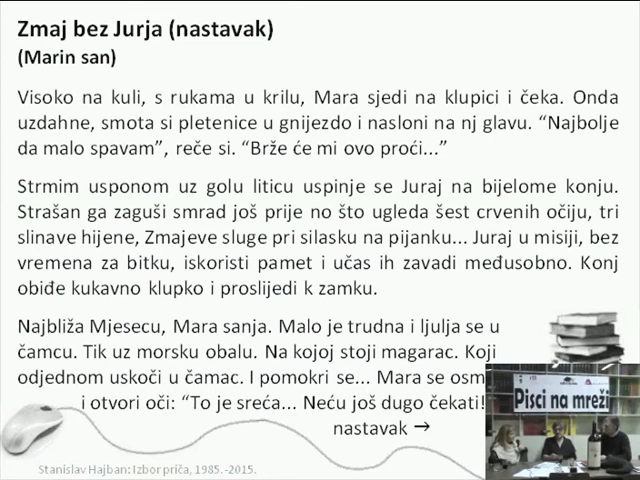 Zmaj bez Jurja (nastavak)
(Marin san)
Visoko na kuli, s rukama u krilu, Mara sjedi na klupici i čeka. Onda
uzdahne, smota si pletenice u gnijezdo i nasloni na nj glavu. “Najbolje
da malo spavam”, reče si. “Brže će mi ovo proći...”
Strmim usponom uz golu liticu uspinje se Juraj na bijelome konju.
Strašan ga zaguši smrad još prije no što ugleda šest crvenih očiju, tri
slinave hijene, Zmajeve sluge pri silasku na pijanku... Juraj u misiji, bez
vremena za bitku, iskoristi pamet i učas ih zavadi međusobno. Konj
obiđe kukavno klupko i proslijedi k zamku.
Najbliža Mjesecu, Mara sanja. Malo je trudna i ljulja se u
čamcu. Tik uz morsku obalu. Na kojoj stoji magarac. Koji
odjednom uskoči u čamac. I pomokri se... Mara se osm
i otvori oči: “To je sreća... Neću još dugo čekati!
nastavak →
Stanislav Hajban: Izbor priča, 1985.-2015.
Pisci na mreži